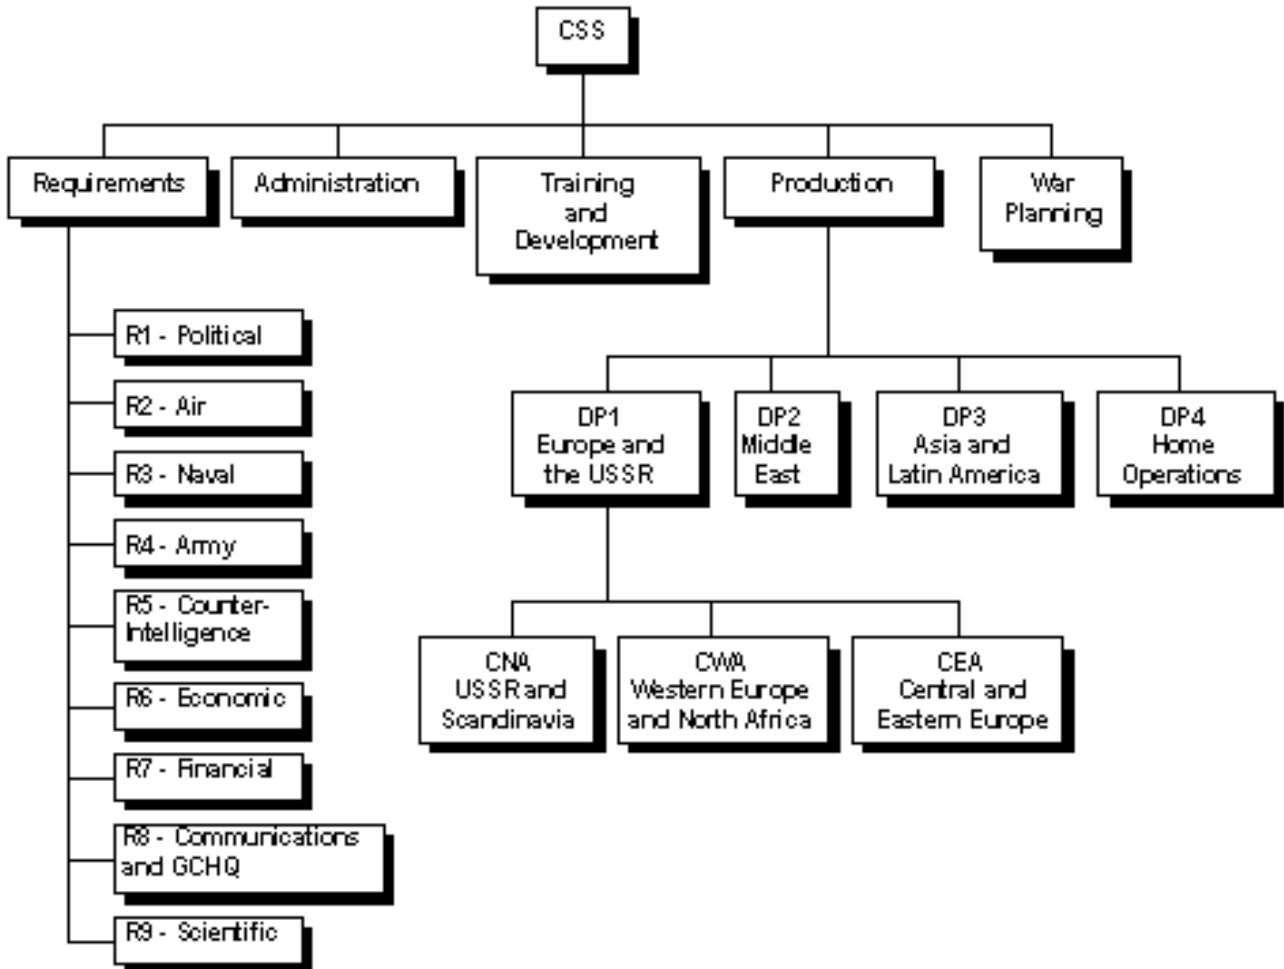 CSS
Requirements
Administration
Training
and
Development
Production
War
Planning
R1 - Political
R2 - Air
R3 - Naval
R4 - Army
R5 - Counter-
Intelligence
R6 - Economic
R7 - Financial
R8 - Communications
and GCHQ
R9 - Scientific
DP1
Europe and
the USSR
DP2
Middle
East
DP3
Asia and
Latin America
DP4
Home
Operations
CNA
USSR and
Scandinavia
CWA
Western Europe
and North Africa
CEA
Central and
Eastern Europe